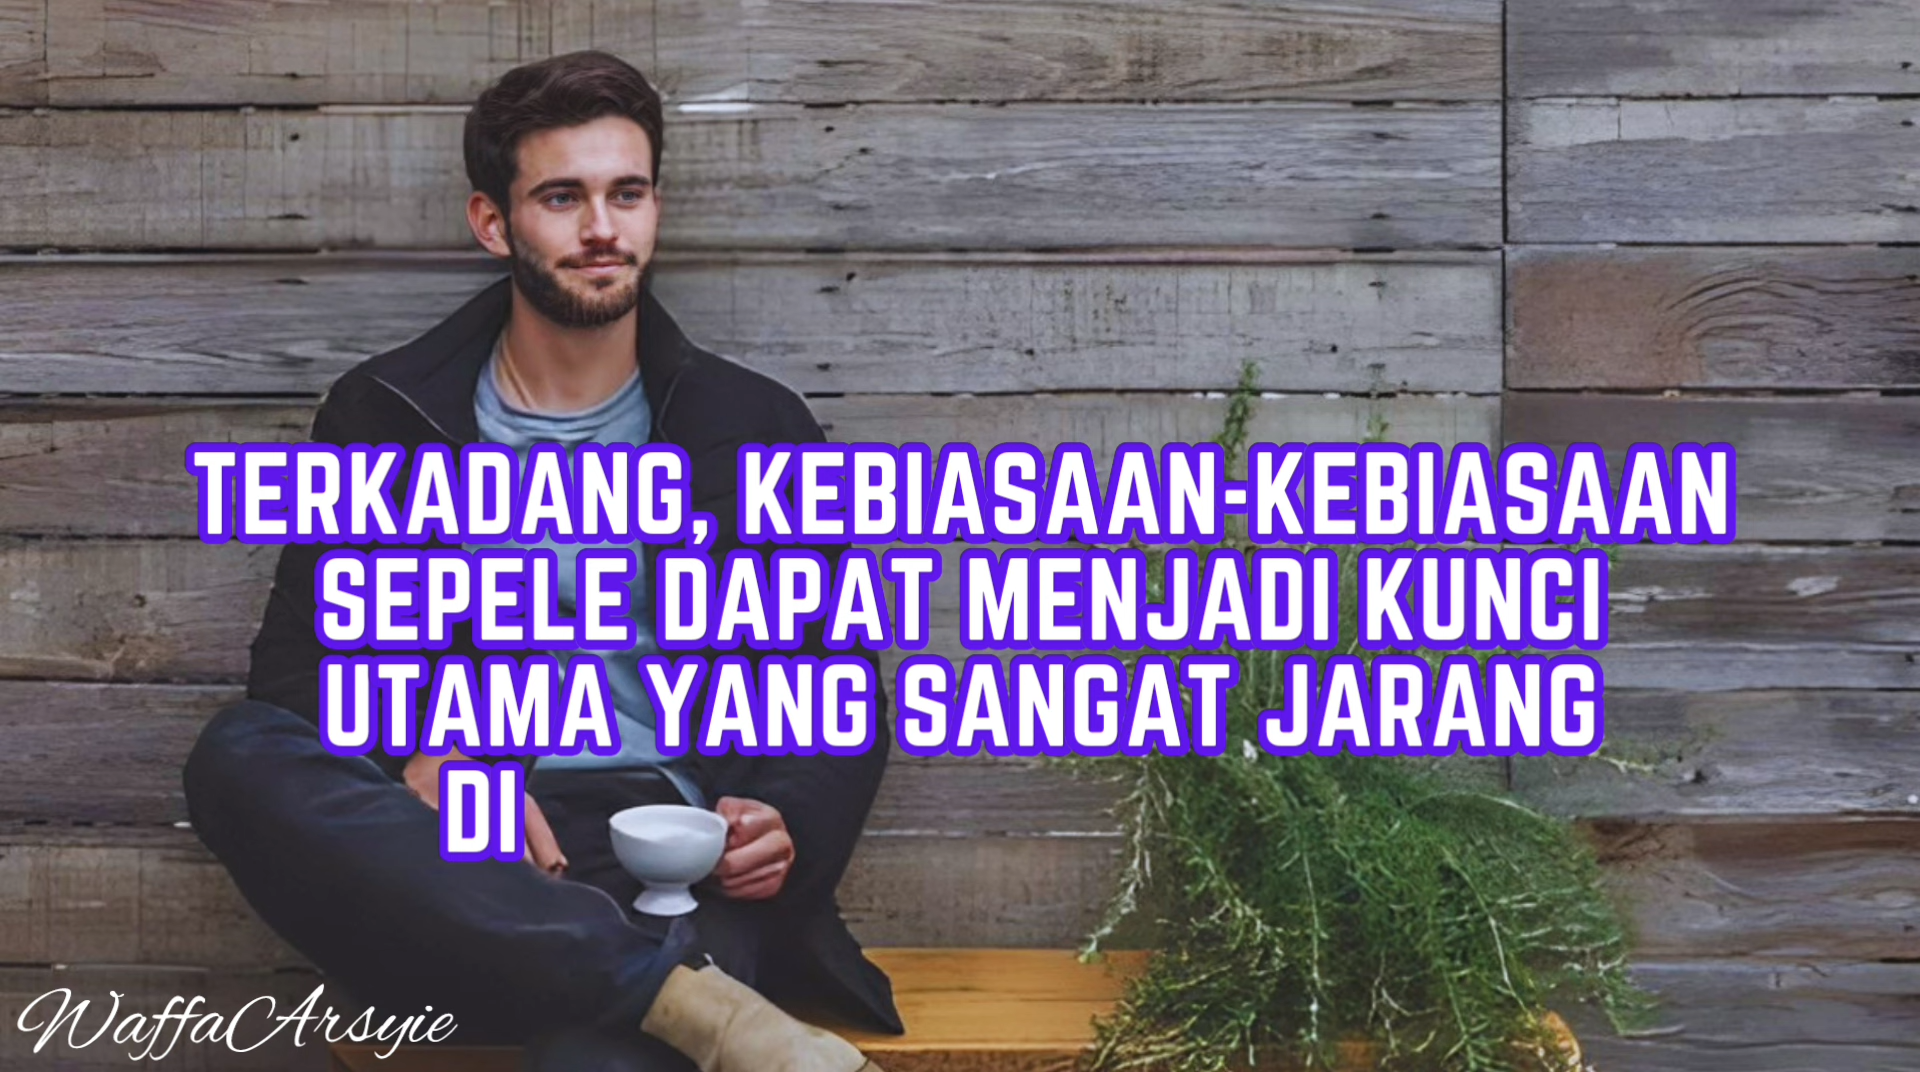 TERKADANG, KEBIASAAN-KEBIASAAN
SEPELE DAPAT MENJADI KUNCI
UTAMA YANG SANGAT JARANG
DI
WaffaArsyie